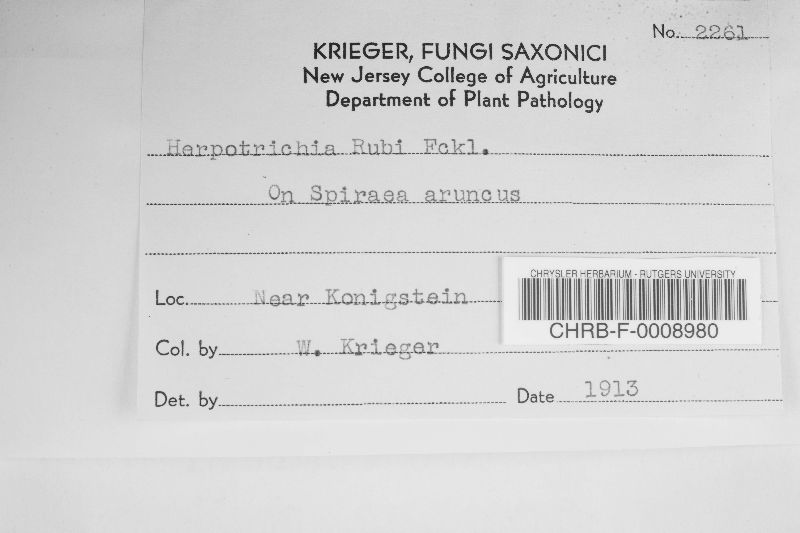 No. 2261
KRIEGER, FUNGI SAXONICI
New Jersey College of Agriculture
Department of Plant Pathology
Herpotrichia Rubi Fckl.
On Spiraea aruncus
CHRYSLER HERBARIUM - RUTGERS UNIVERSITY
Loc. Near Konigstein
CHRB-F-0008980
Col. by W. Krieger
Det. by
Date 1913